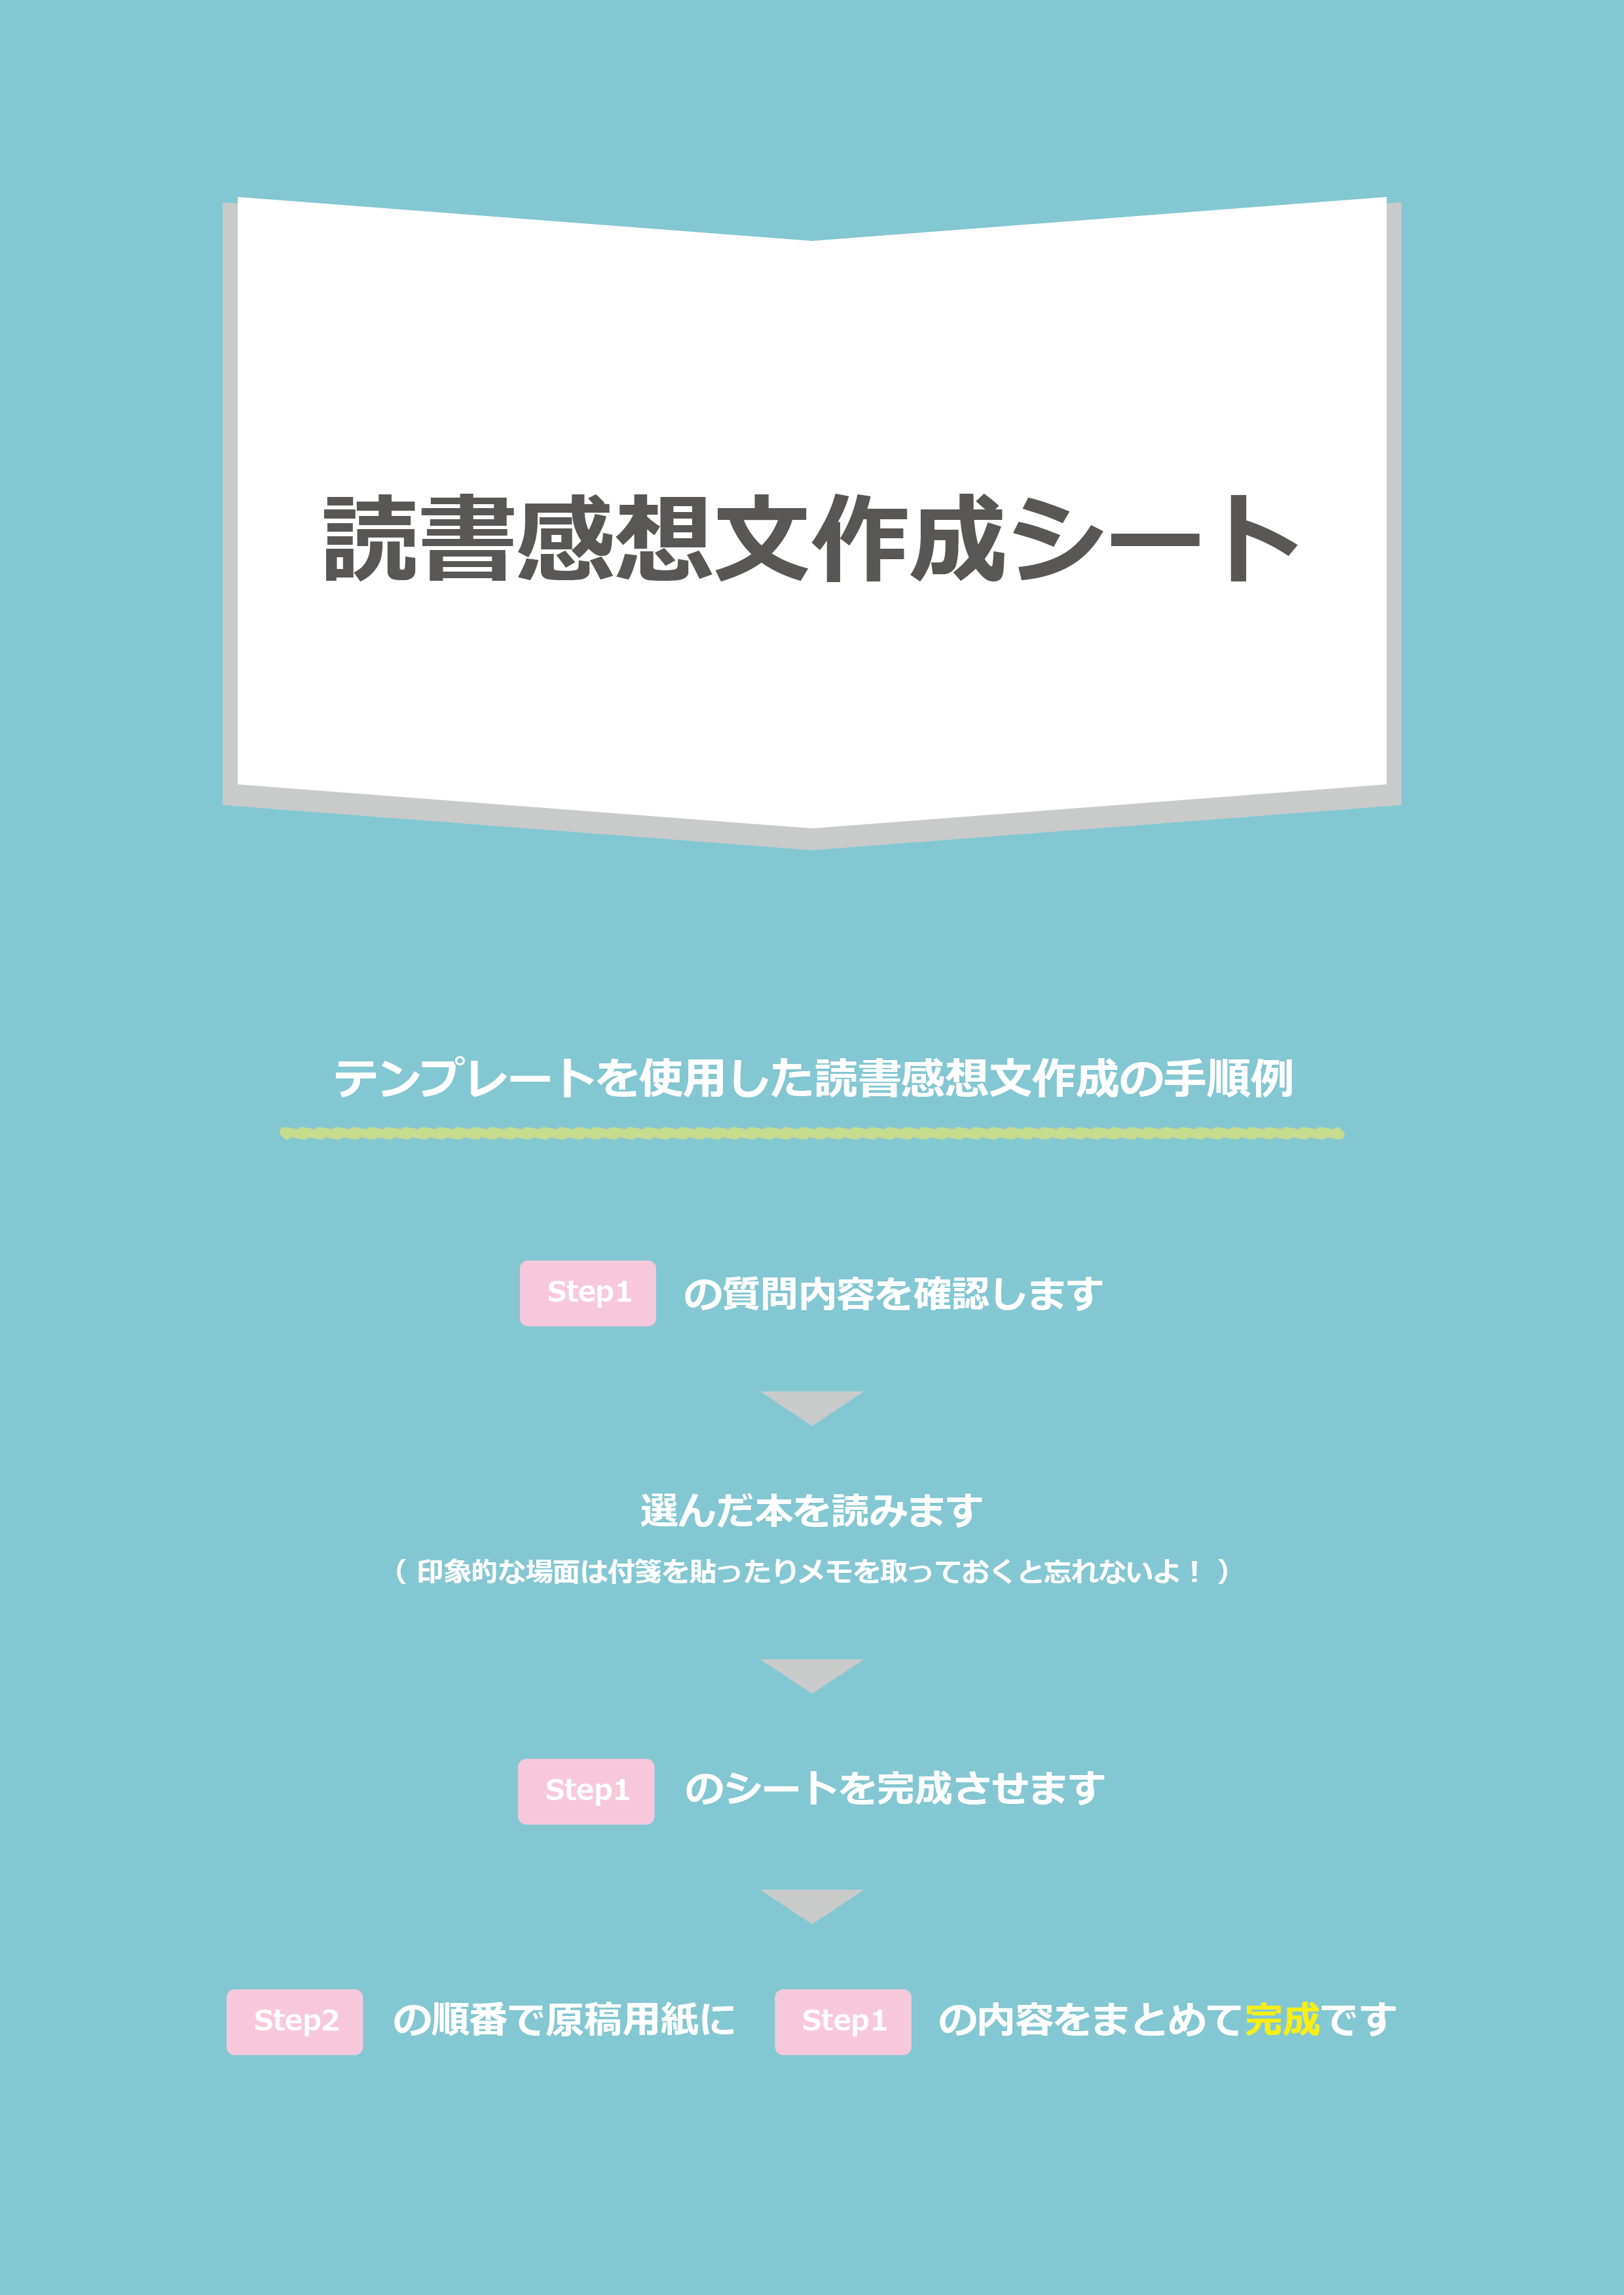 読書感想文作成シート
テンプレートを使用した読書感想文作成の手順例
Step1 の質問内容を確認します
選んだ本を読みます
（ 印象的な場面は付箋を貼ったりメモを取っておくと忘れないよ！ ）
Step1 のシートを完成させます
Step2 の順番で原稿用紙に Step1 の内容をまとめて完成です